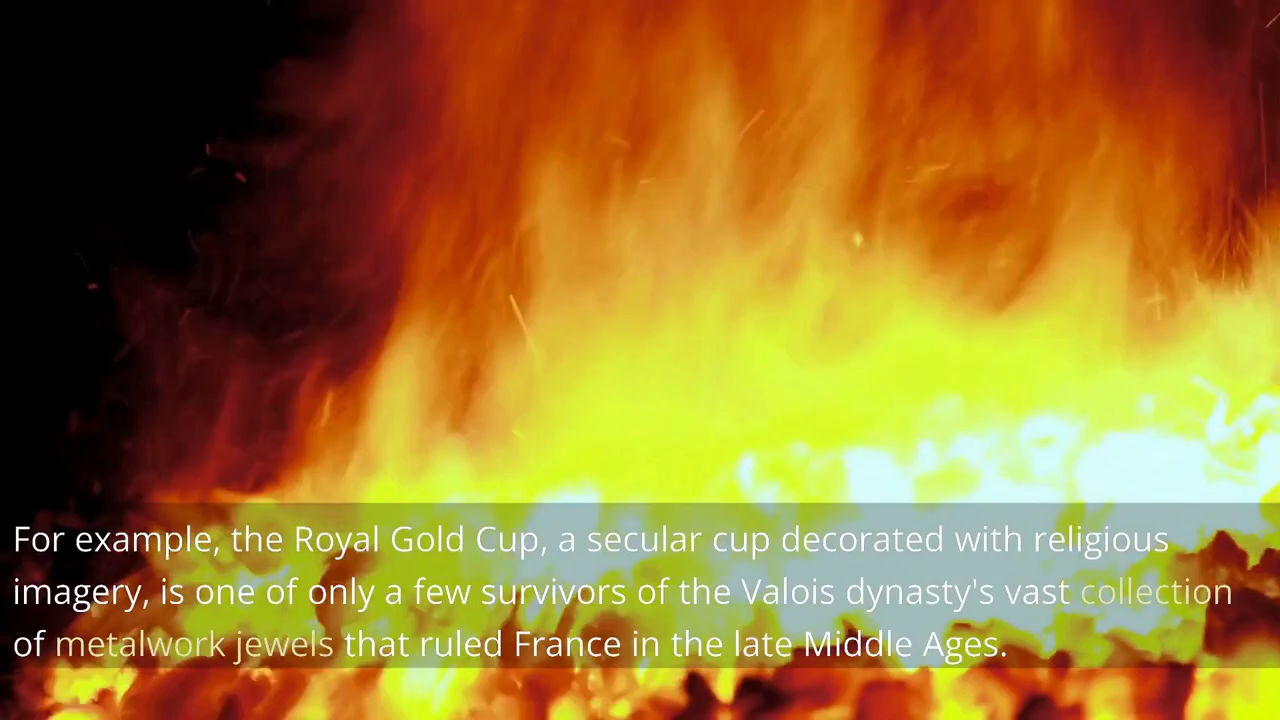 For example, the Royal Gold Cup, a secular cup decorated with religious
imagery, is one of only a few survivors of the Valois dynasty's vast collection
of metalwork jewels that ruled France in the late Middle Ages.